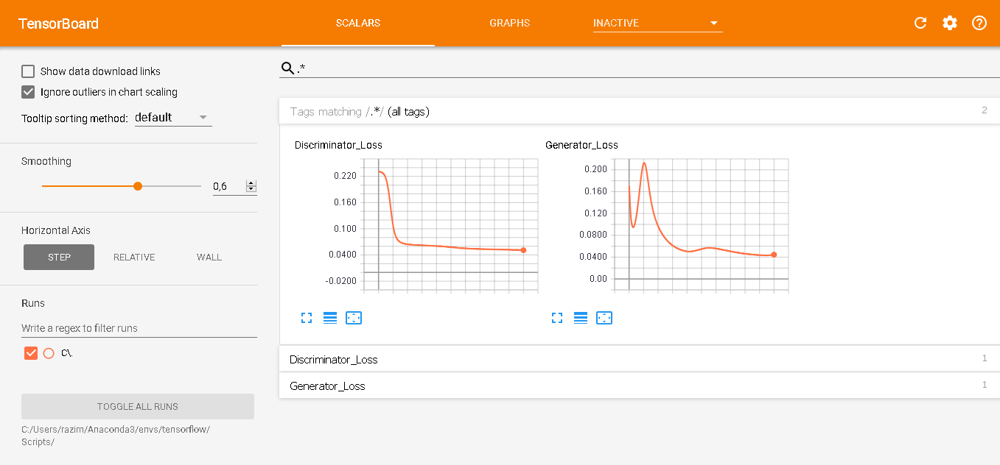 TensorBoard
SCALARS
GRAPHS
INACTIVE
Show data download links
Ignore outliers in chart scaling
Tooltip sorting method: default
Smoothing
0,6
Horizontal Axis
STEP
RELATIVE
WALL
Runs
Write a regex to filter runs
C\.
TOGGLE ALL RUNS
C:/Users/razim/Anaconda3/envs/tensorflow/
Scripts/
.*
Tags matching /.*/ (all tags)
2
Discriminator_Loss
0.220
0.160
0.100
0.0400
-0.0200
Generator_Loss
0.200
0.160
0.120
0.0800
0.0400
0.00
Discriminator_Loss
1
Generator_Loss
1